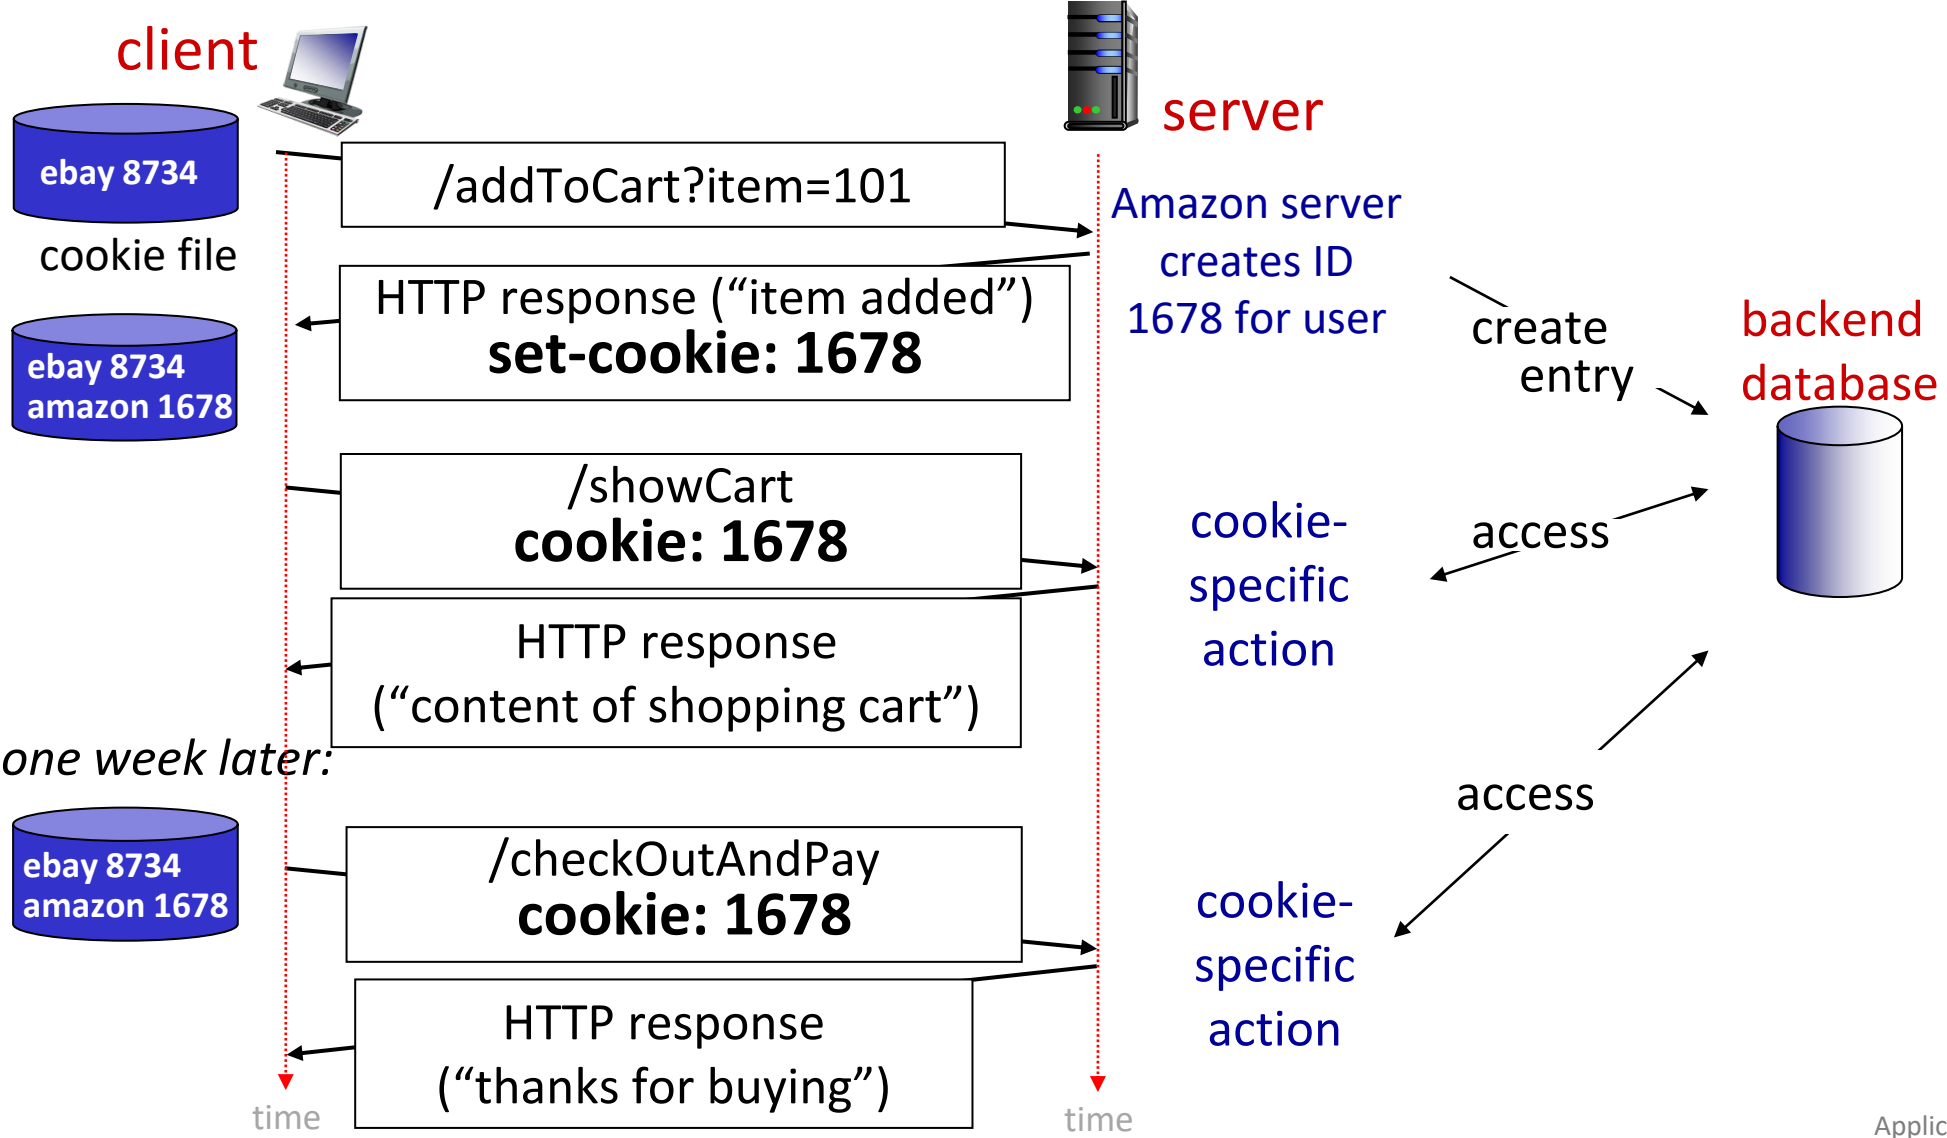 client
server
ebay 8734
cookie file
/addToCart?item=101
Amazon server
creates ID
1678 for user
HTTP response (“item added”)
set-cookie: 1678
create
entry
backend
database
ebay 8734
amazon 1678
/showCart
cookie: 1678
cookie-
specific
action
access
HTTP response
(“content of shopping cart”)
one week later:
access
ebay 8734
amazon 1678
/checkOutAndPay
cookie: 1678
cookie-
specific
action
HTTP response
(“thanks for buying”)
time
time
Applic